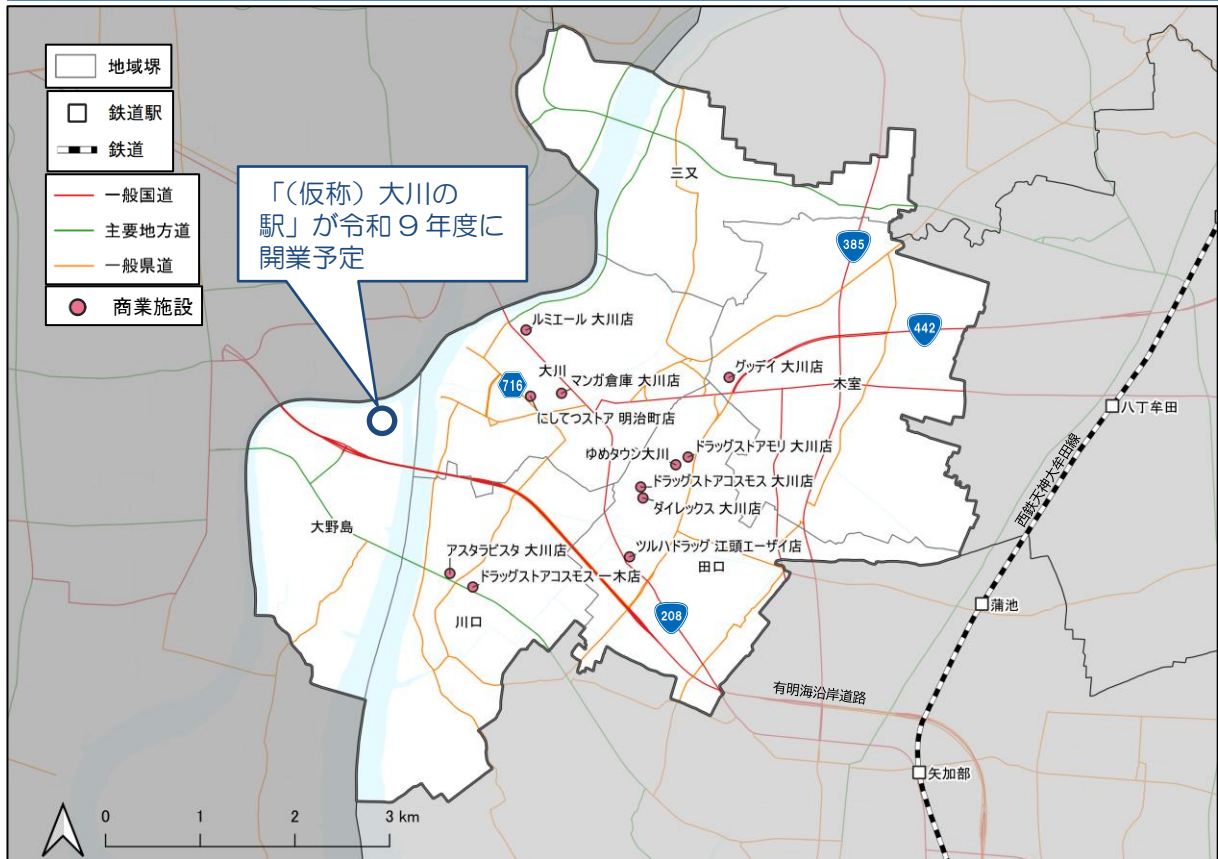 地域堺
鉄道駅
鉄道
一般国道
主要地方道
一般県道
商業施設
「(仮称) 大川の
駅」が令和９年度に
開業予定
三又
385
442
ルミエール 大川店
大川
716
マンガ倉庫 大川店
グッデイ 大川店
木室
にしてつストア 明治町店
八丁牟田
ドラッグストアモリ 大川店
ゆめタウン大川
ドラッグストアコスモス 大川店
ダイレックス 大川店
西鉄天神大牟田線
大野島
アスタラビスタ 大川店
ツルハドラッグ 江頭エーザイ店
田口
ドラッグストアコスモス 一木店
蒲池
川口
208
有明海沿岸道路
矢加部
0 1 2 3 km